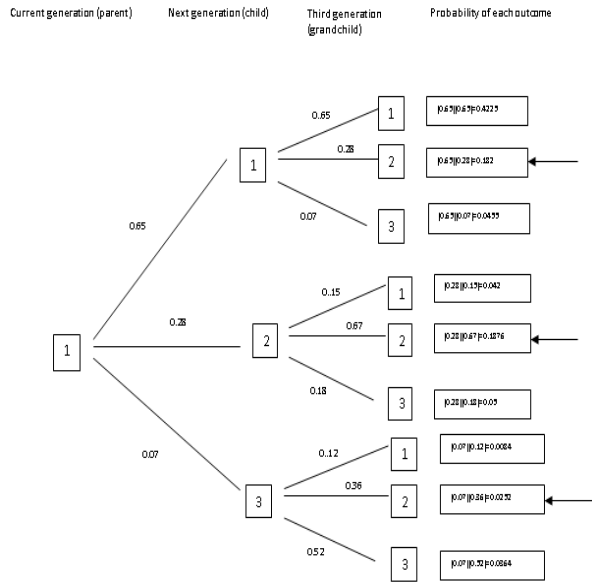 Current generation (parent) Next generation (child) Third generation Probability of each outcome
(grandchild)
0.65 1 (0.65)(0.65)=0.4225
0.28 2 (0.65)(0.28)=0.182
1
0.07 3 (0.65)(0.07)=0.0455
0.65
0..15 1 (0.28)(0.15)=0.042
0.28
0.67 2 (0.28)(0.67)=0.1876
1 2
0.18 3 (0.28)(0.18)=0.05
0.07
0..12 1 (0.07)(0.12)=0.0084
0.36 2 (0.07)(0.36)=0.0252
3
0.52 3 (0.07)(0.52)=0.0364